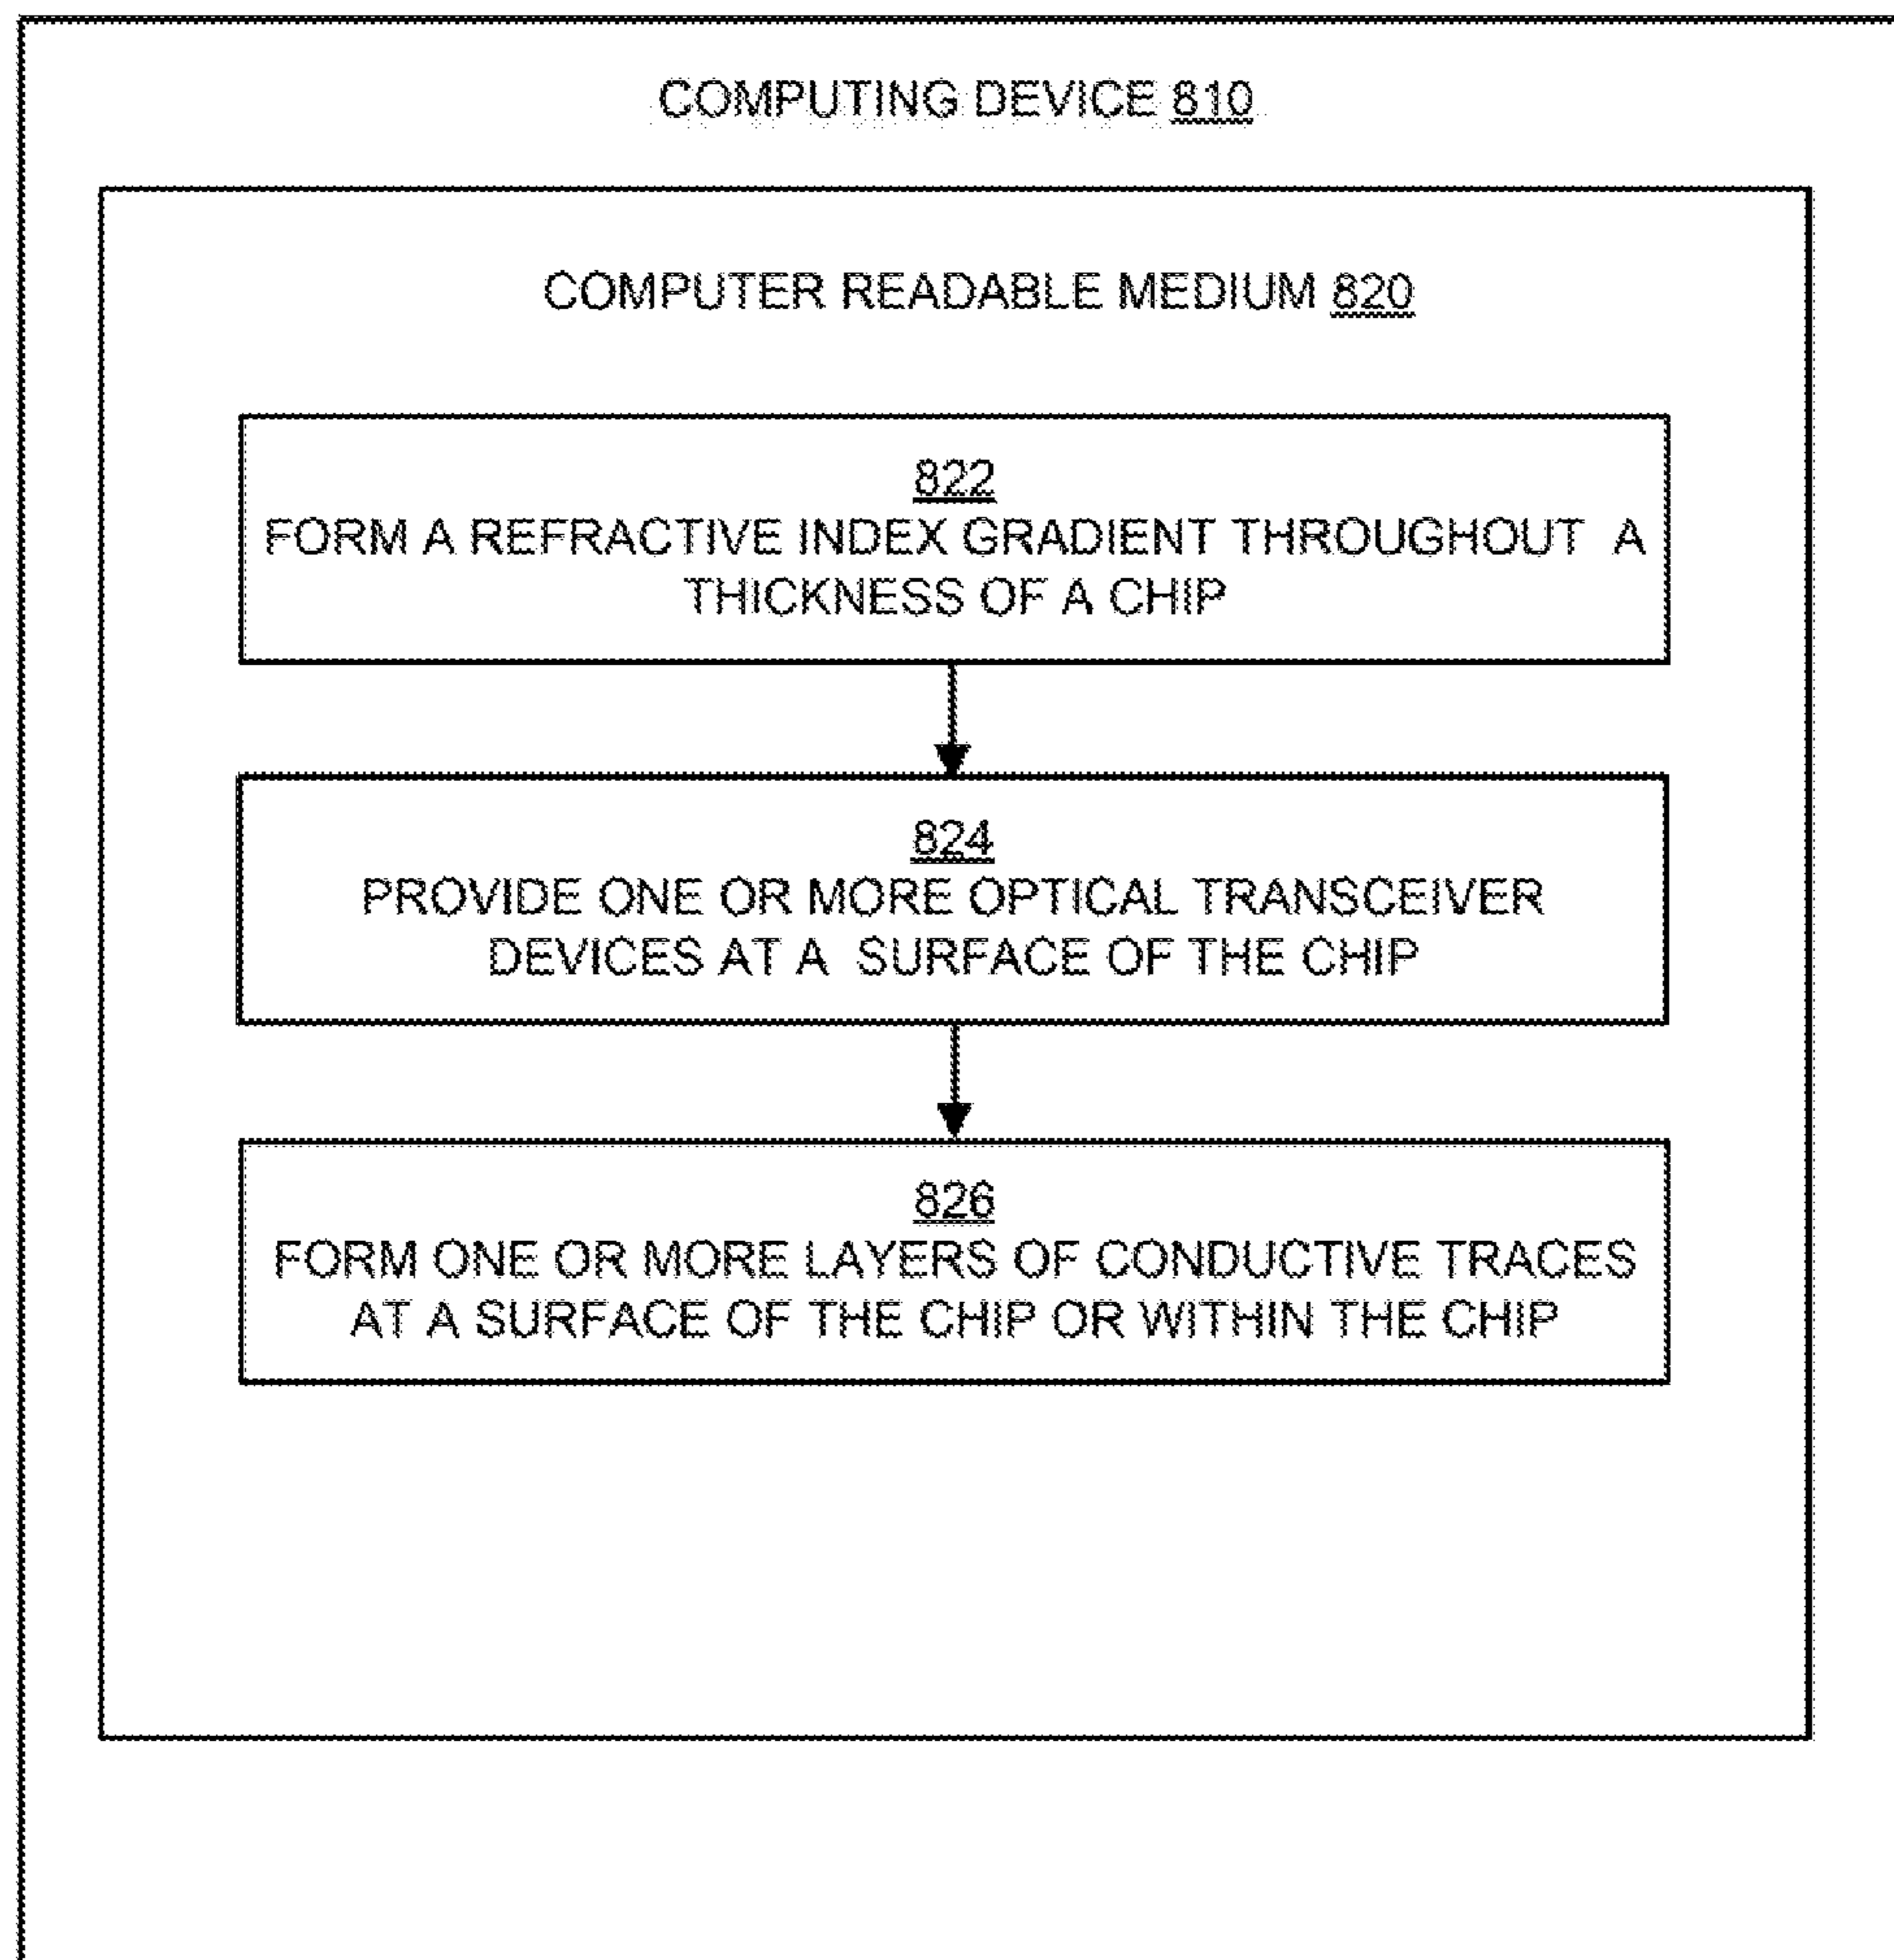 COMPUTING DEVICE 810
COMPUTER READABLE MEDIUM 820
822
FORM A REFRACTIVE INDEX GRADIENT THROUGHOUT A
THICKNESS OF A CHIP
824
PROVIDE ONE OR MORE OPTICAL TRANSCEIVER
DEVICES AT A SURFACE OF THE CHIP
826
FORM ONE OR MORE LAYERS OF CONDUCTIVE TRACES
AT A SURFACE OF THE CHIP OR WITHIN THE CHIP